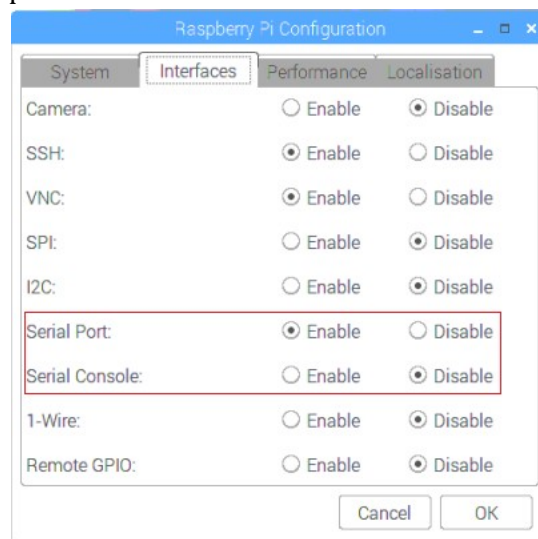 Raspberry Pi Configuration
System Interfaces Performance Localisation
Camera: Enable Disable
SSH: Enable Disable
VNC: Enable Disable
SPI: Enable Disable
I2C: Enable Disable
Serial Port: Enable Disable
Serial Console: Enable Disable
1-Wire: Enable Disable
Remote GPIO: Enable Disable
Cancel OK